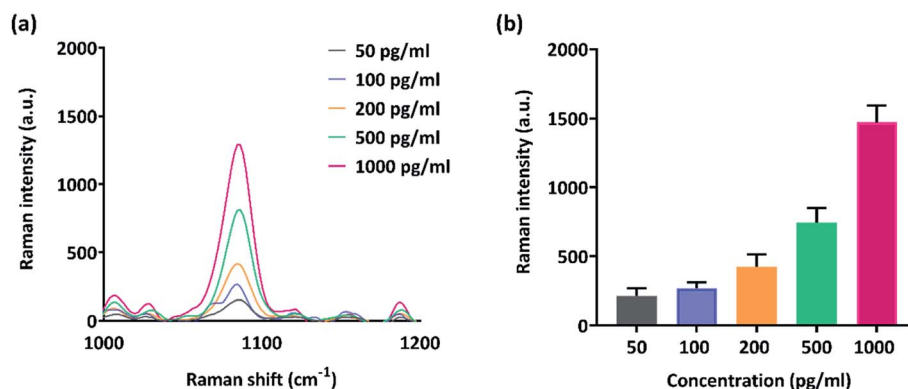 (a)
2000
1500
1000
500
0
Raman intensity (a.u.)
50 pg/ml
100 pg/ml
200 pg/ml
500 pg/ml
1000 pg/ml
1000 1100 1200
Raman shift (cm⁻¹)
(b)
2000
1500
1000
500
0
Raman intensity (a.u.)
50 100 200 500 1000
Concentration (pg/ml)